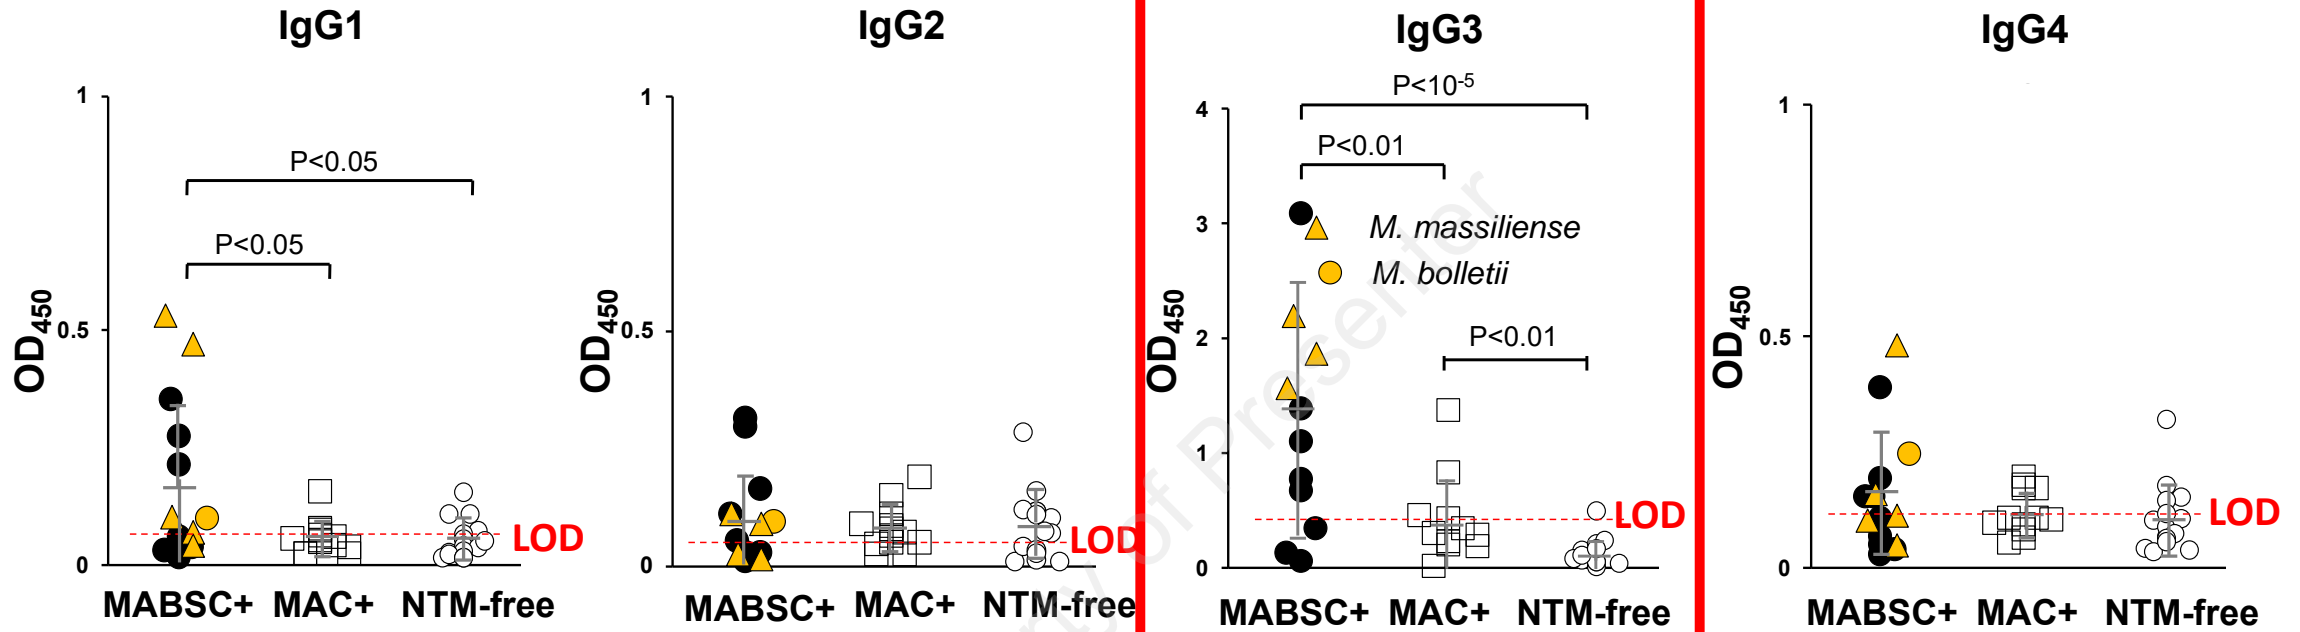 IgG1
1
P<0.05
P<0.05
OD450
0.5
0
LOD
MABSC+ MAC+ NTM-free
IgG2
1
OD450
0.5
0
LOD
MABSC+ MAC+ NTM-free
IgG3
P<10-5
4
P<0.01
3
M. massiliense
M. bolletii
OD450
2
P<0.01
1
LOD
0
MABSC+ MAC+ NTM-free
IgG4
1
OD450
0.5
LOD
0
MABSC+ MAC+ NTM-free
of Presenter